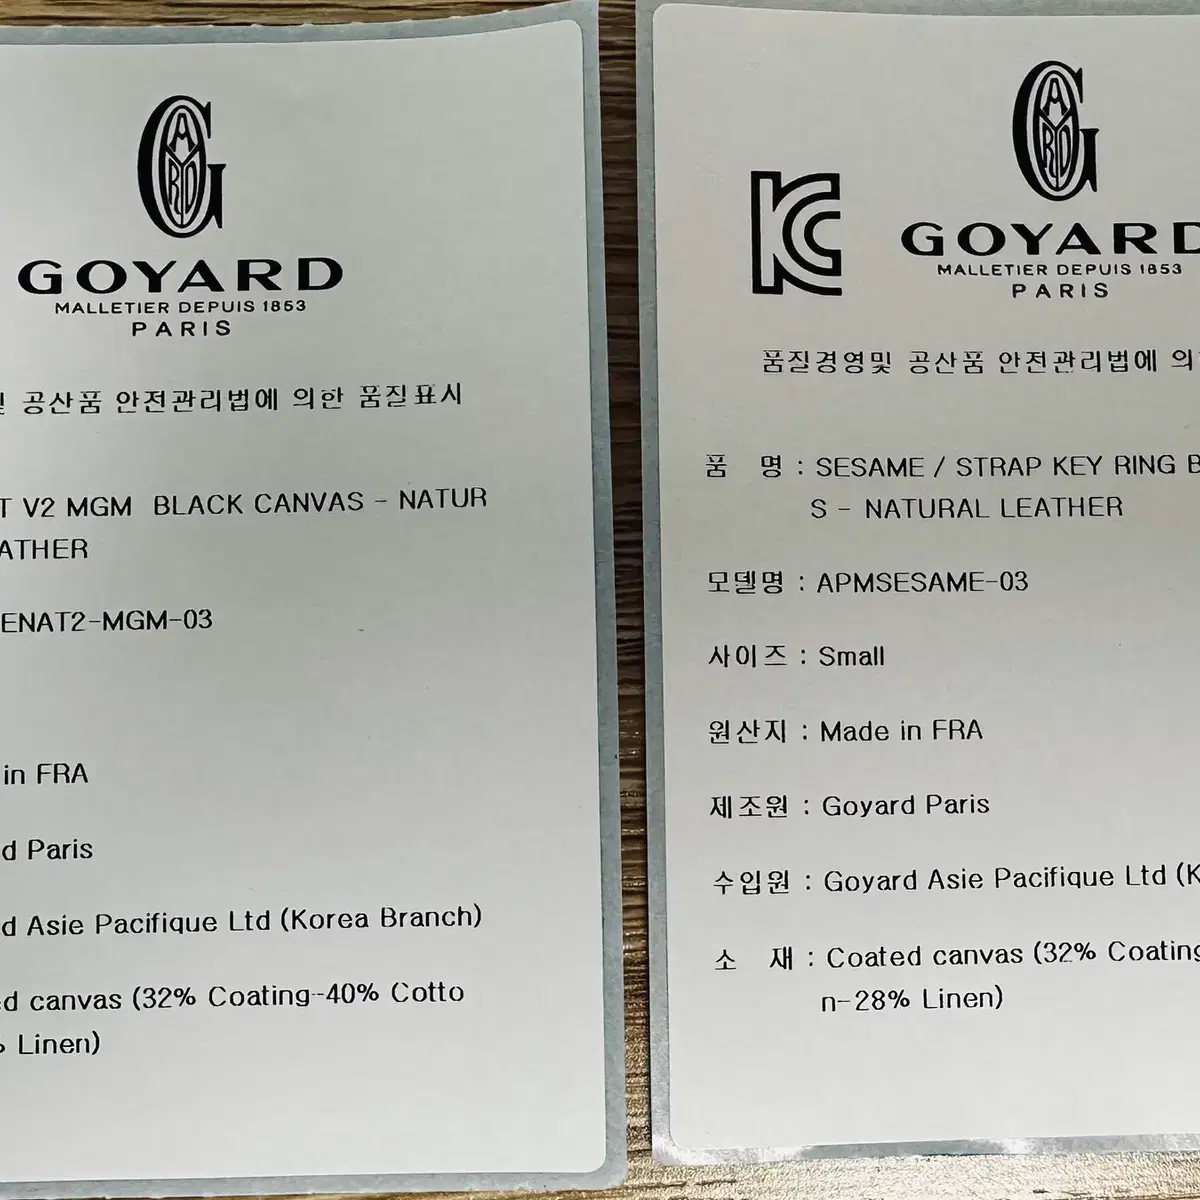 GOYARD
MALLETIER DEPUIS 1853
PARIS
공산품 안전관리법에 의한 품질표시
T V2 MGM BLACK CANVAS - NATUR
ATHER
ENAT2-MGM-03
in FRA
d Paris
d Asie Pacifique Ltd (Korea Branch)
ed canvas (32% Coating-40% Cotto
% Linen)
KC
GOYARD
MALLETIER DEPUIS 1853
PARIS
품질경영및 공산품 안전관리법에 의
품 명 : SESAME / STRAP KEY RING B
S - NATURAL LEATHER
모델명 : APMSESAME-03
사이즈 : Small
원산지 : Made in FRA
제조원 : Goyard Paris
수입원 : Goyard Asie Pacifique Ltd (K
소 재 : Coated canvas (32% Coating
n-28% Linen)